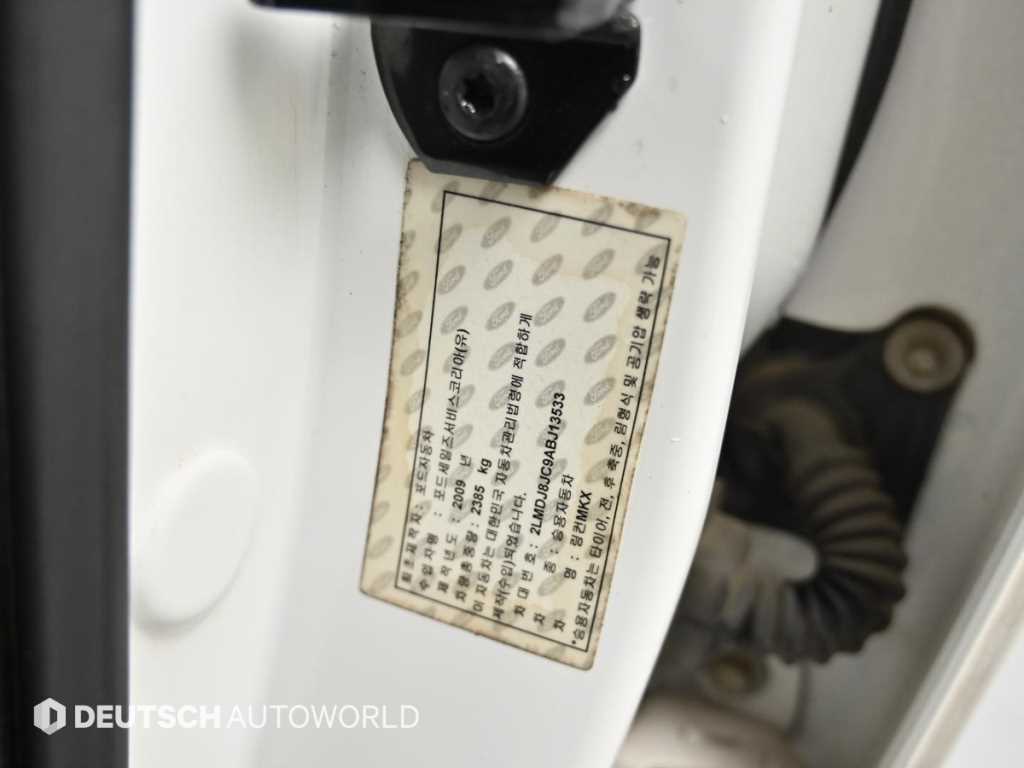 최초제작자 : 포드자동차
수입자명 : 포드세일즈서비스코리아(유)
제작년도 : 2009 년
차량총중량 : 2385 kg
이 자동차는 대한민국 자동차관리법령에 적합하게
제작(수입)되었습니다.
차대번호 : 2LMDJ8JC9ABJ13533
차 종 : 승용자동차
차 명 : 링컨MKX
*승용자동차는 타이어, 전, 후 축중, 림형식 및 공기압 생략 가능
DEUTSCH AUTOWORLD